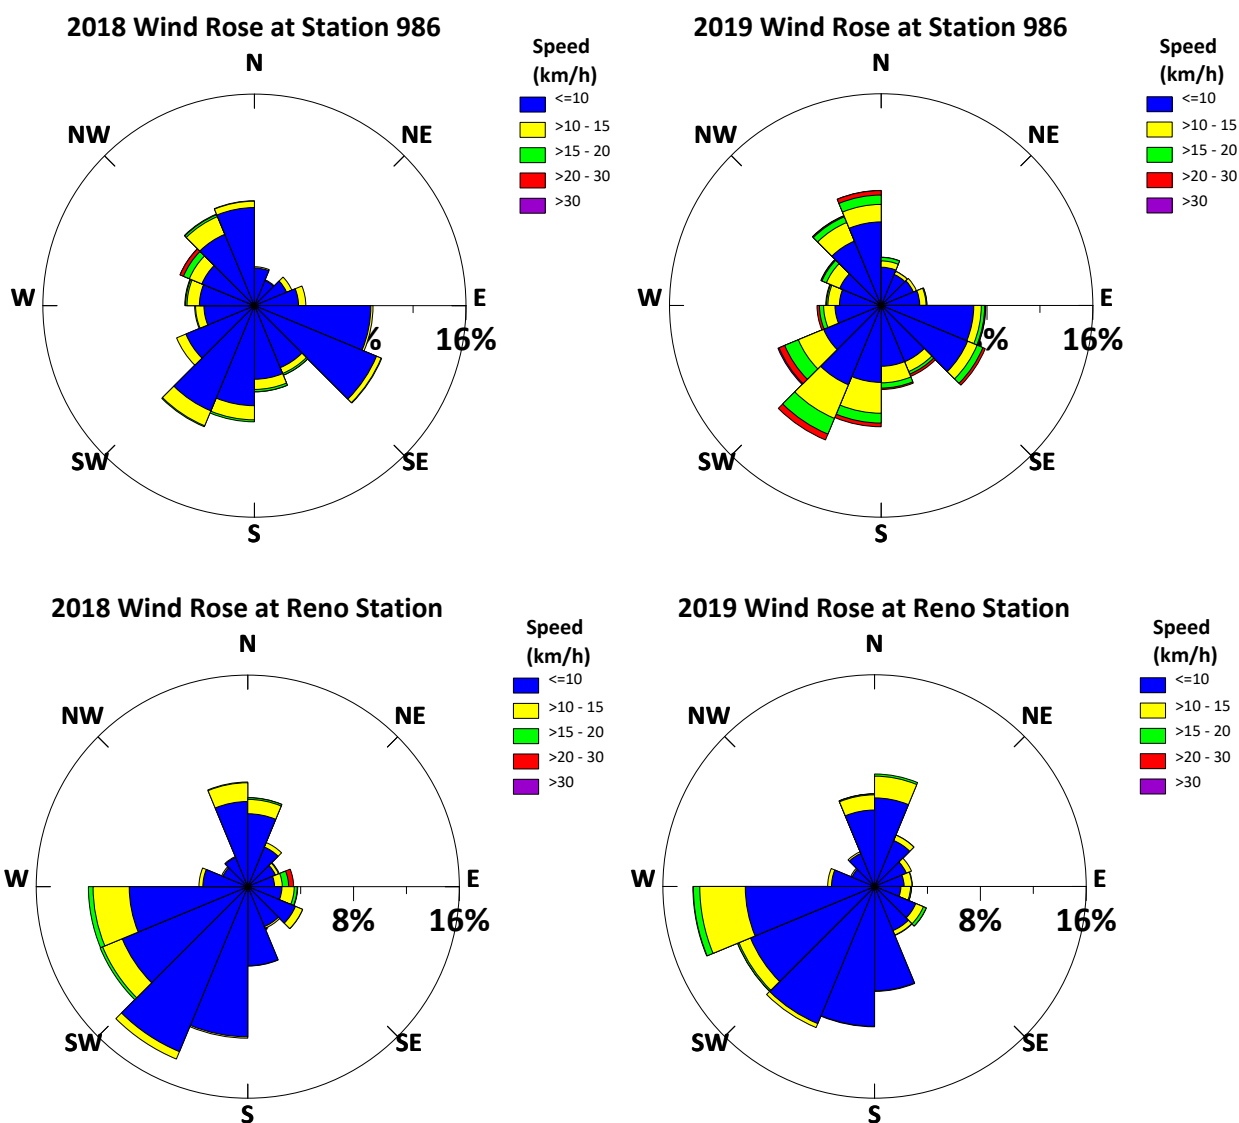 2018 Wind Rose at Station 986
N
NE
E
SE
S
SW
W
NW
%
16%
Speed
(km/h)
<=10
>10 - 15
>15 - 20
>20 - 30
>30
2019 Wind Rose at Station 986
N
NE
E
SE
S
SW
W
NW
%
16%
Speed
(km/h)
<=10
>10 - 15
>15 - 20
>20 - 30
>30
2018 Wind Rose at Reno Station
N
NE
E
SE
S
SW
W
NW
8%
16%
Speed
(km/h)
<=10
>10 - 15
>15 - 20
>20 - 30
>30
2019 Wind Rose at Reno Station
N
NE
E
SE
S
SW
W
NW
8%
16%
Speed
(km/h)
<=10
>10 - 15
>15 - 20
>20 - 30
>30